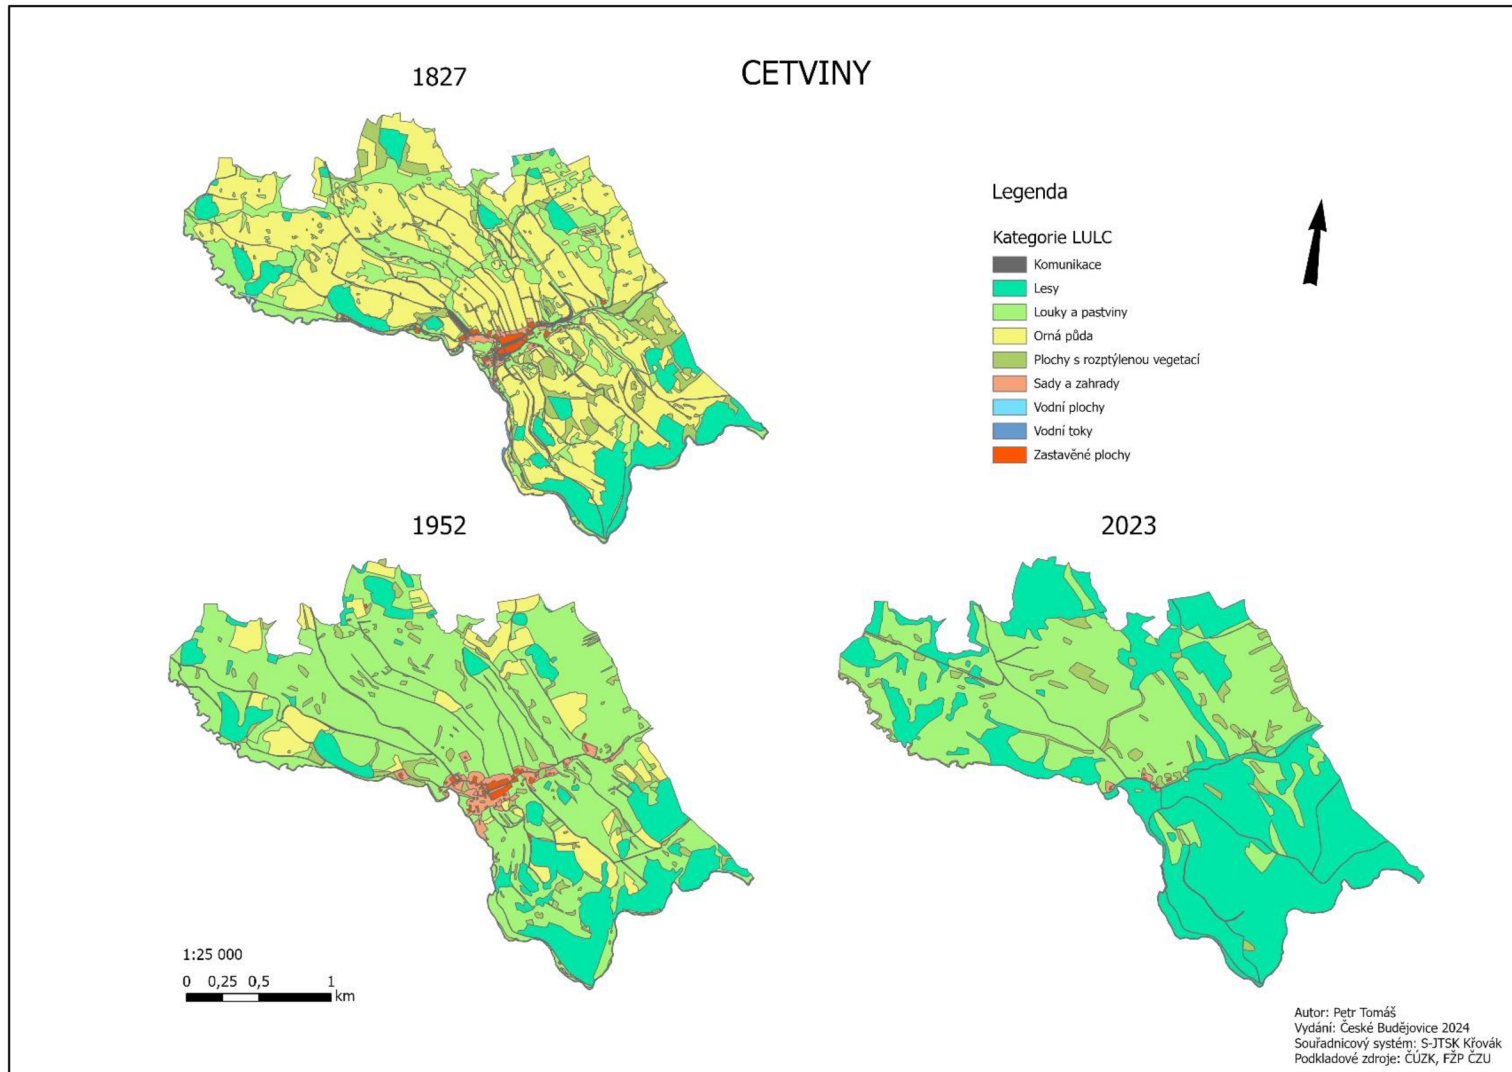 CETVINY
1827
Legenda
Kategorie LULC
Komunikace
Lesy
Louky a pastviny
Orná půda
Plochy s rozptýlenou vegetací
Sady a zahrady
Vodní plochy
Vodní toky
Zastavěné plochy
1952
2023
1:25 000
0 0,25 0,5 1
km
Autor: Petr Tomáš
Vydání: České Budějovice 2024
Souřadnicový systém: S-JTSK Křovák
Podkladové zdroje: ČÚZK, FŽP ČZU